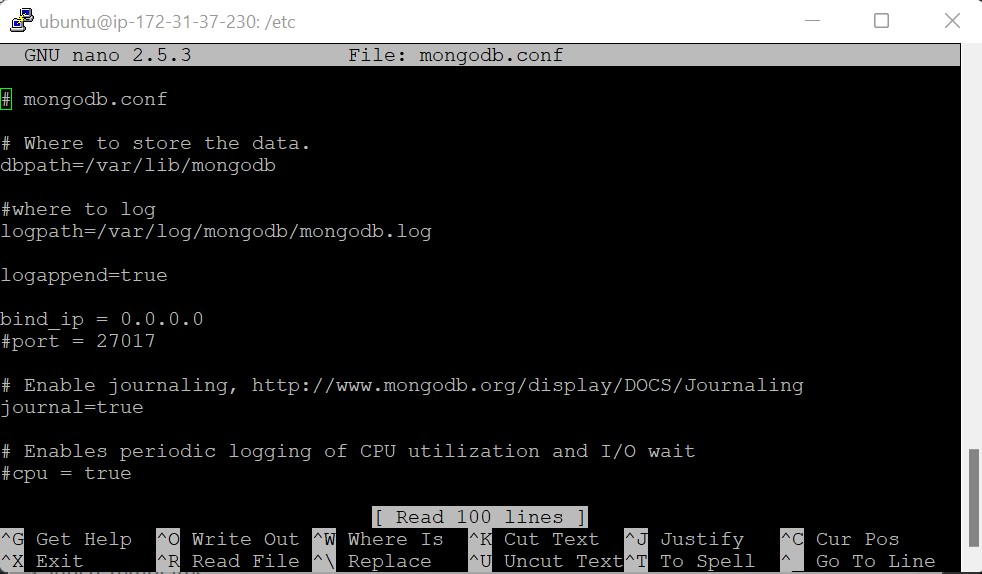 ubuntu@ip-172-31-37-230: /etc
GNU nano 2.5.3 File: mongodb.conf
# mongodb.conf
# Where to store the data.
dbpath=/var/lib/mongodb
#where to log
logpath=/var/log/mongodb/mongodb.log
logappend=true
bind_ip = 0.0.0.0
#port = 27017
# Enable journaling, http://www.mongodb.org/display/DOCS/Journaling
journal=true
# Enables periodic logging of CPU utilization and I/O wait
#cpu = true
[ Read 100 lines ]
^G Get Help ^O Write Out ^W Where Is ^K Cut Text ^J Justify ^C Cur Pos
^X Exit ^R Read File ^\ Replace ^U Uncut Text ^T To Spell ^_ Go To Line